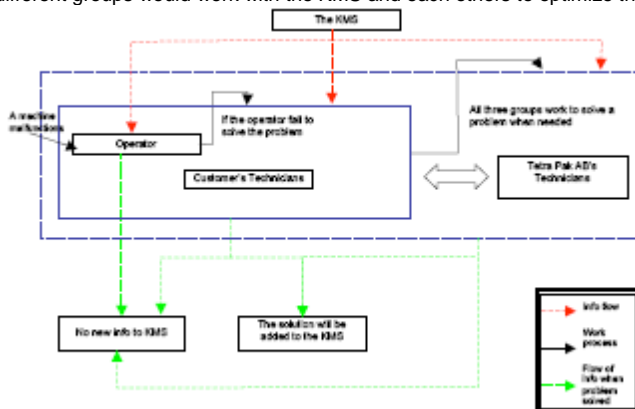 different groups would work with the KMS and each others to optimize th
The KMS
A machine
malfunctions
If the operator fail to
solve the problem
All three groups work to solve a
problem when needed
Operator
Customer's Technicians
Tetra Pak AB's
Technicians
No new info to KMS
The solution will be
added to the KMS
Info flow
Work
process
Flow of
info when
problem
solved